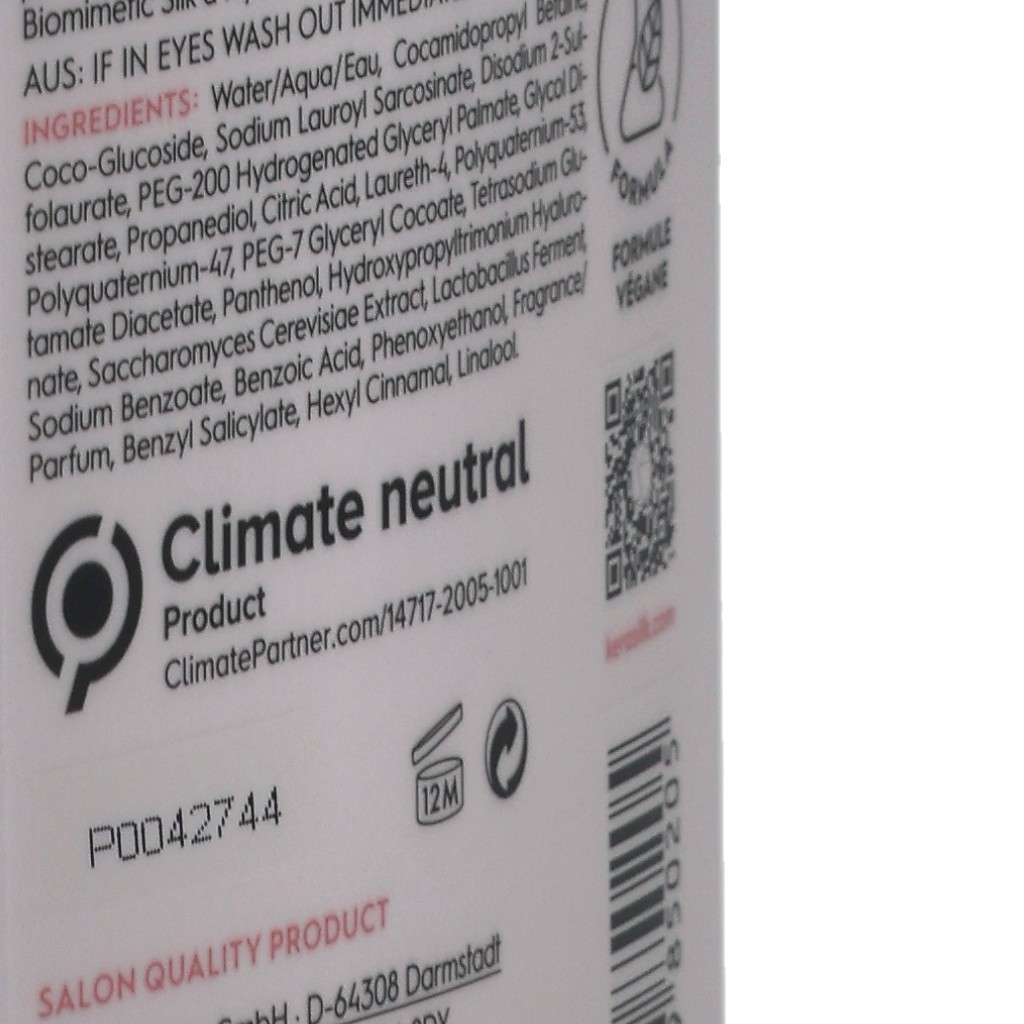 Biomimetic Silk
AUS: IF IN EYES WASH OUT
INGREDIENTS: Water/Aqua/Eau, Cocamidopropyl Betaine,
Coco-Glucoside, Sodium Lauroyl Sarcosinate, Disodium 2-Sul-
folaurate, PEG-200 Hydrogenated Glyceryl Palmate, Glycol Di-
stearate, Propanediol, Citric Acid, Laureth-4, Polyquaternium-53,
Polyquaternium-47, PEG-7 Glyceryl Cocoate, Tetrasodium Glu-
tamate Diacetate, Panthenol, Hydroxypropyltrimonium Hyaluro-
nate, Saccharomyces Cerevisiae Extract, Lactobacillus Ferment,
Sodium Benzoate, Benzoic Acid, Phenoxyethanol, Fragrance/
Parfum, Benzyl Salicylate, Hexyl Cinnamal, Linalool.
Climate neutral
Product
ClimatePartner.com/14717-2005-1001
12M
P0042744
SALON QUALITY PRODUCT
D-64308 Darmstadt
FORMULA
FORMULE
VÉGANE
kerasilk.com